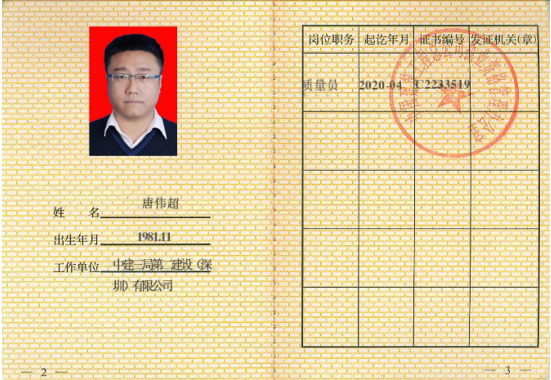 姓 名 唐伟超
出生年月 1981.11
工作单位 中建三局第 建设(深
圳) 有限公司
— 2 —
岗位职务 起讫年月 证书编号 发证机关(章)
质量员 2020-04 C2233519
— 3 —